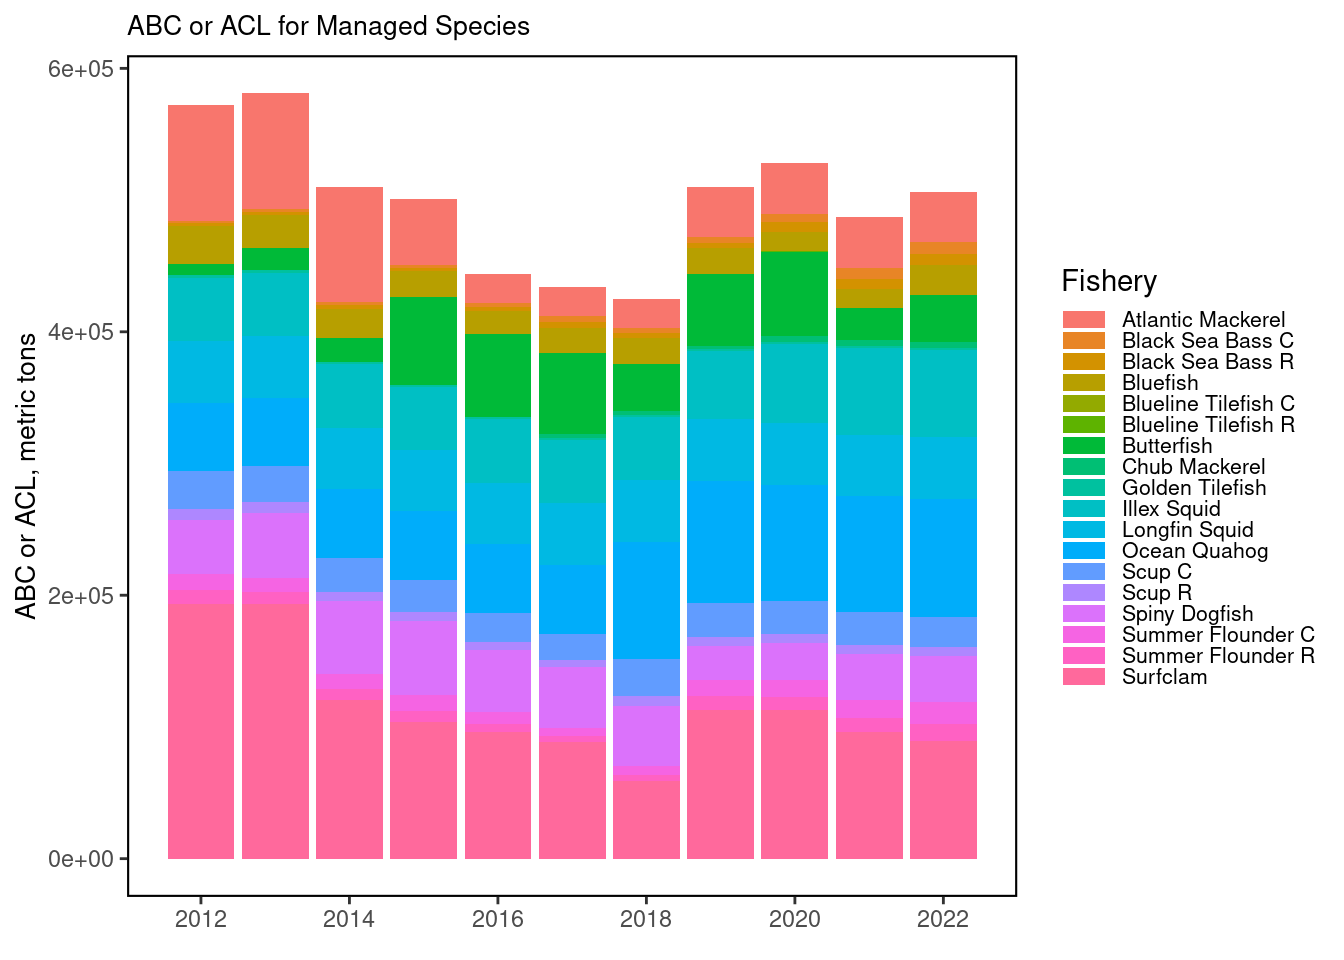 ABC or ACL for Managed Species
ABC or ACL, metric tons
6e+05
4e+05
2e+05
0e+00
2012
2014
2016
2018
2020
2022
Fishery
Atlantic Mackerel
Black Sea Bass C
Black Sea Bass R
Bluefish
Blueline Tilefish C
Blueline Tilefish R
Butterfish
Chub Mackerel
Golden Tilefish
Illex Squid
Longfin Squid
Ocean Quahog
Scup C
Scup R
Spiny Dogfish
Summer Flounder C
Summer Flounder R
Surfclam